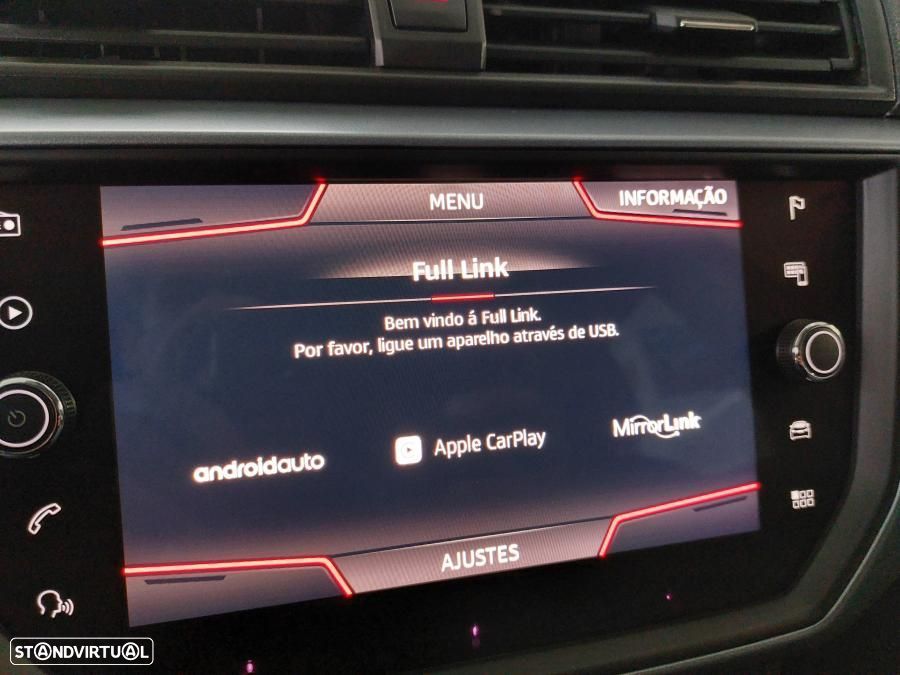 MENU
INFORMAÇÃO
Full Link
Bem vindo á Full Link.
Por favor, ligue um aparelho através de USB.
androidauto
Apple CarPlay
MirrorLink
AJUSTES
STANDVIRTUAL